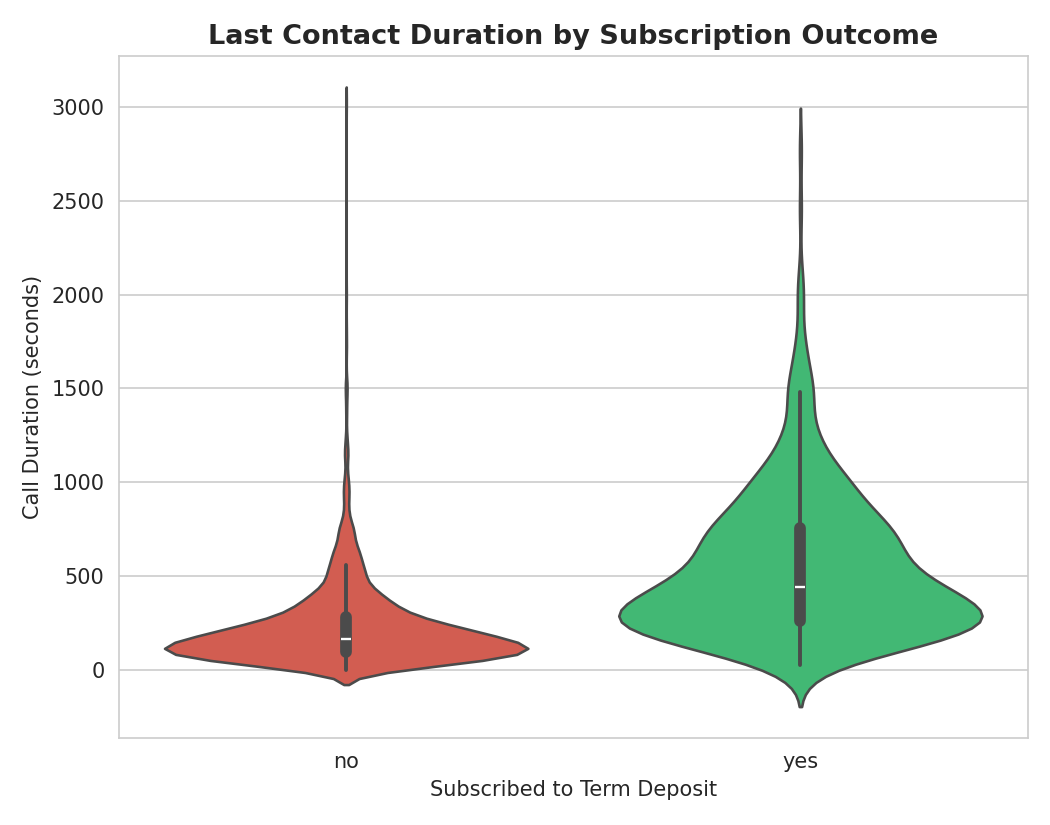 Last Contact Duration by Subscription Outcome
Call Duration (seconds)
3000
2500
2000
1500
1000
500
0
no
yes
Subscribed to Term Deposit